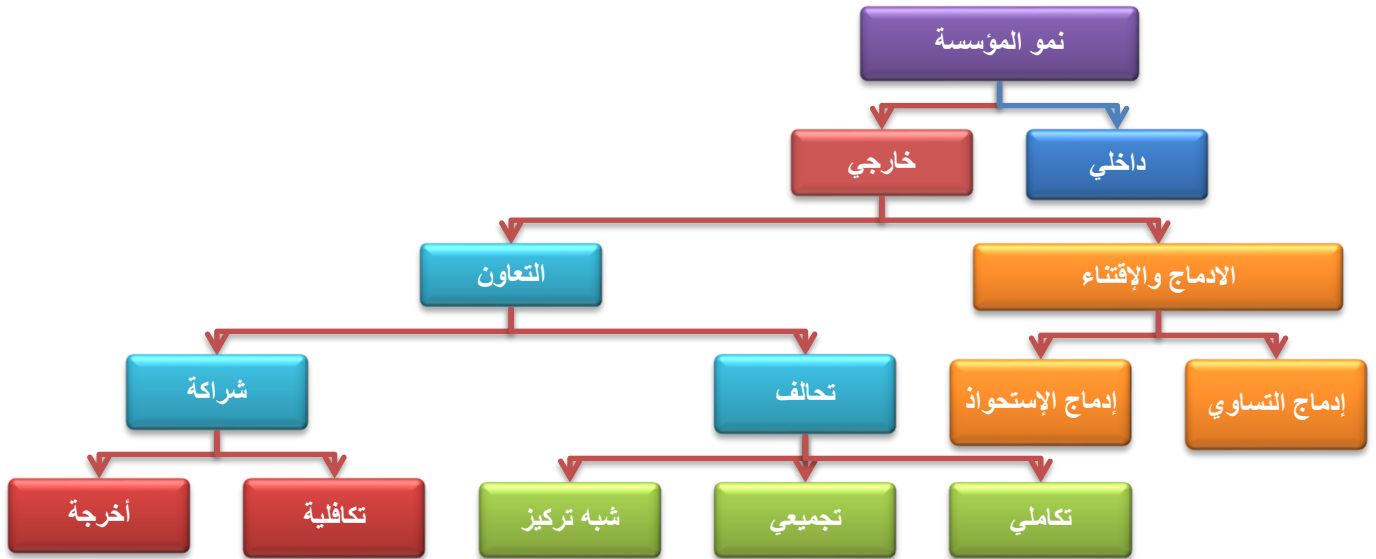 نمو المؤسسة
داخلي
خارجي
الادماج والإقتناء
التعاون
إدماج التساوي
إدماج الإستحواذ
تحالف
شراكة
تكاملي
تجميعي
شبه تركيز
تكافلية
أخرجة